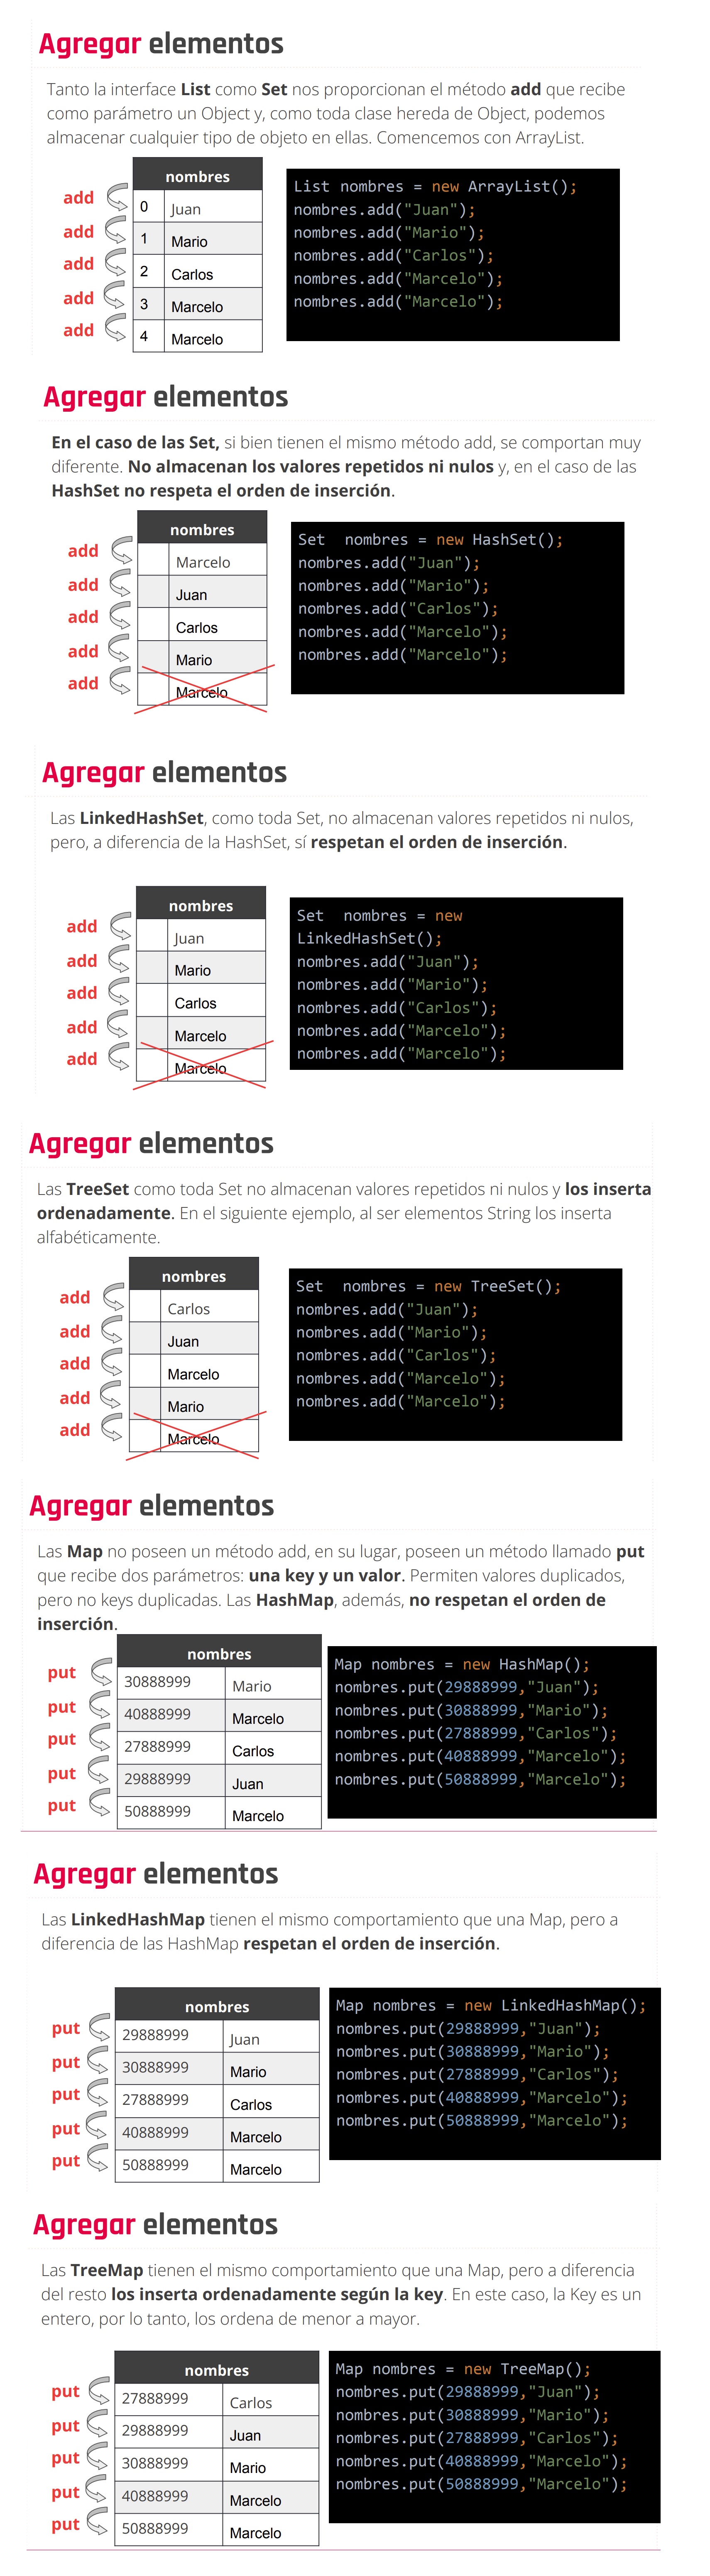 Agregar elementos
Tanto la interface List como Set nos proporcionan el método add que recibe
como parámetro un Object y, como toda clase hereda de Object, podemos
almacenar cualquier tipo de objeto en ellas. Comencemos con ArrayList.
nombres
add 0 Juan
add 1 Mario
add 2 Carlos
add 3 Marcelo
add 4 Marcelo
List nombres = new ArrayList();
nombres.add("Juan");
nombres.add("Mario");
nombres.add("Carlos");
nombres.add("Marcelo");
nombres.add("Marcelo");
Agregar elementos
En el caso de las Set, si bien tienen el mismo método add, se comportan muy
diferente. No almacenan los valores repetidos ni nulos y, en el caso de las
HashSet no respeta el orden de inserción.
nombres
add Marcelo
add Juan
add Carlos
add Mario
add Marcelo
Set nombres = new HashSet();
nombres.add("Juan");
nombres.add("Mario");
nombres.add("Carlos");
nombres.add("Marcelo");
nombres.add("Marcelo");
Agregar elementos
Las LinkedHashSet, como toda Set, no almacenan valores repetidos ni nulos,
pero, a diferencia de la HashSet, sí respetan el orden de inserción.
nombres
add Juan
add Mario
add Carlos
add Marcelo
add Marcelo
Set nombres = new
LinkedHashSet();
nombres.add("Juan");
nombres.add("Mario");
nombres.add("Carlos");
nombres.add("Marcelo");
nombres.add("Marcelo");
Agregar elementos
Las TreeSet como toda Set no almacenan valores repetidos ni nulos y los inserta
ordenadamente. En el siguiente ejemplo, al ser elementos String los inserta
alfabéticamente.
nombres
add Carlos
add Juan
add Marcelo
add Mario
add Marcelo
Set nombres = new TreeSet();
nombres.add("Juan");
nombres.add("Mario");
nombres.add("Carlos");
nombres.add("Marcelo");
nombres.add("Marcelo");
Agregar elementos
Las Map no poseen un método add, en su lugar, poseen un método llamado put
que recibe dos parámetros: una key y un valor. Permiten valores duplicados,
pero no keys duplicadas. Las HashMap, además, no respetan el orden de
inserción.
nombres
put 30888999 Mario
put 40888999 Marcelo
put 27888999 Carlos
put 29888999 Juan
put 50888999 Marcelo
Map nombres = new HashMap();
nombres.put(29888999,"Juan");
nombres.put(30888999,"Mario");
nombres.put(27888999,"Carlos");
nombres.put(40888999,"Marcelo");
nombres.put(50888999,"Marcelo");
Agregar elementos
Las LinkedHashMap tienen el mismo comportamiento que una Map, pero a
diferencia de las HashMap respetan el orden de inserción.
nombres
put 29888999 Juan
put 30888999 Mario
put 27888999 Carlos
put 40888999 Marcelo
put 50888999 Marcelo
Map nombres = new LinkedHashMap();
nombres.put(29888999,"Juan");
nombres.put(30888999,"Mario");
nombres.put(27888999,"Carlos");
nombres.put(40888999,"Marcelo");
nombres.put(50888999,"Marcelo");
Agregar elementos
Las TreeMap tienen el mismo comportamiento que una Map, pero a diferencia
del resto los inserta ordenadamente según la key. En este caso, la Key es un
entero, por lo tanto, los ordena de menor a mayor.
nombres
put 27888999 Carlos
put 29888999 Juan
put 30888999 Mario
put 40888999 Marcelo
put 50888999 Marcelo
Map nombres = new TreeMap();
nombres.put(29888999,"Juan");
nombres.put(30888999,"Mario");
nombres.put(27888999,"Carlos");
nombres.put(40888999,"Marcelo");
nombres.put(50888999,"Marcelo");